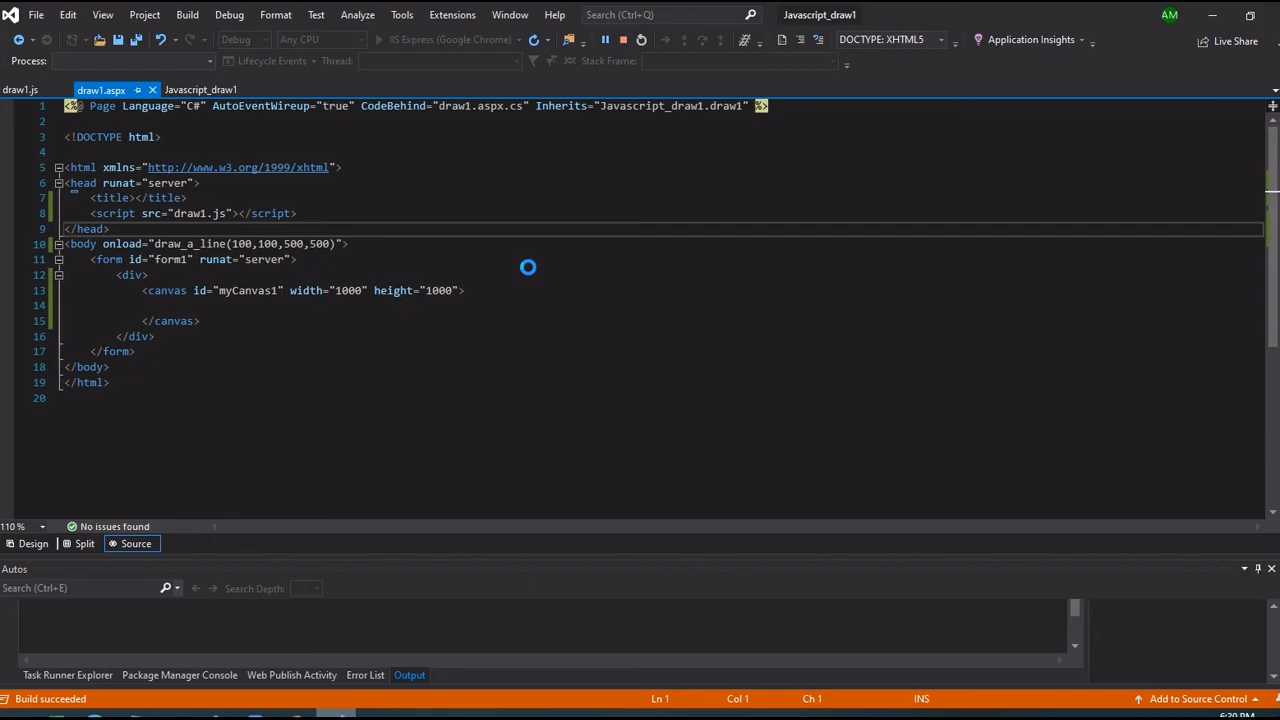 File Edit View Project Build Debug Format Test Analyze Tools Extensions Window Help Search (Ctrl+Q) Javascript_draw1 AM
Debug Any CPU IIS Express (Google Chrome) DOCTYPE: XHTML5 Application Insights Live Share
Process: Lifecycle Events Thread: Stack Frame:
draw1.js draw1.aspx Javascript_draw1
1 <%@ Page Language="C#" AutoEventWireup="true" CodeBehind="draw1.aspx.cs" Inherits="Javascript_draw1.draw1" %>
2
3 <!DOCTYPE html>
4
5 <html xmlns="http://www.w3.org/1999/xhtml">
6 <head runat="server">
7 <title></title>
8 <script src="draw1.js"></script>
9 </head>
10 <body onload="draw_a_line(100,100,500,500)">
11 <form id="form1" runat="server">
12 <div>
13 <canvas id="myCanvas1" width="1000" height="1000">
14
15 </canvas>
16 </div>
17 </form>
18 </body>
19 </html>
20
110 % No issues found
Design Split Source
Autos
Search (Ctrl+E) Search Depth:
Task Runner Explorer Package Manager Console Web Publish Activity Error List Output
Build succeeded Ln 1 Col 1 Ch 1 INS Add to Source Control
6:30 PM